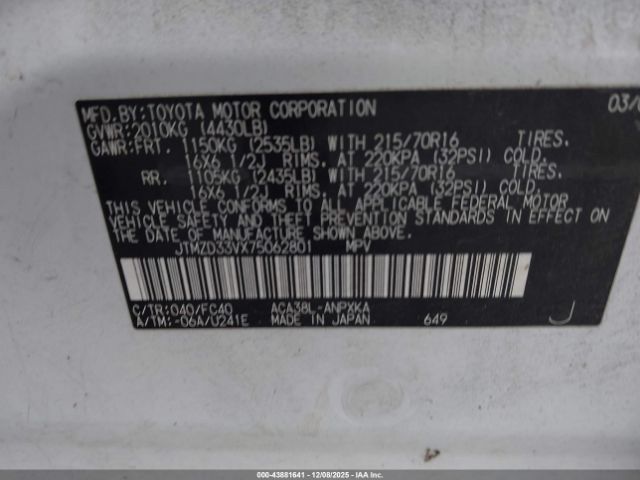 MFD.BY:TOYOTA MOTOR CORPORATION 03/0
GVWR:2010KG (4430LB)
GAWR:FRT. 1150KG (2535LB) WITH 215/70R16 TIRES.
16X6 1/2J RIMS. AT 220KPA (32PSI) COLD.
RR. 1105KG (2435LB) WITH 215/70R16 TIRES.
16X6 1/2J RIMS. AT 220KPA (32PSI) COLD.
THIS VEHICLE CONFORMS TO ALL APPLICABLE FEDERAL MOTOR
VEHICLE SAFETY AND THEFT PREVENTION STANDARDS IN EFFECT ON
THE DATE OF MANUFACTURE SHOWN ABOVE.
JTMZD33VX75062801 MPV
C/TR:040/FC40 ACA38L-ANPXKA
A/TM:-06A/U241E MADE IN JAPAN 649 J
000-43881641 - 12/08/2025 - IAAI.com